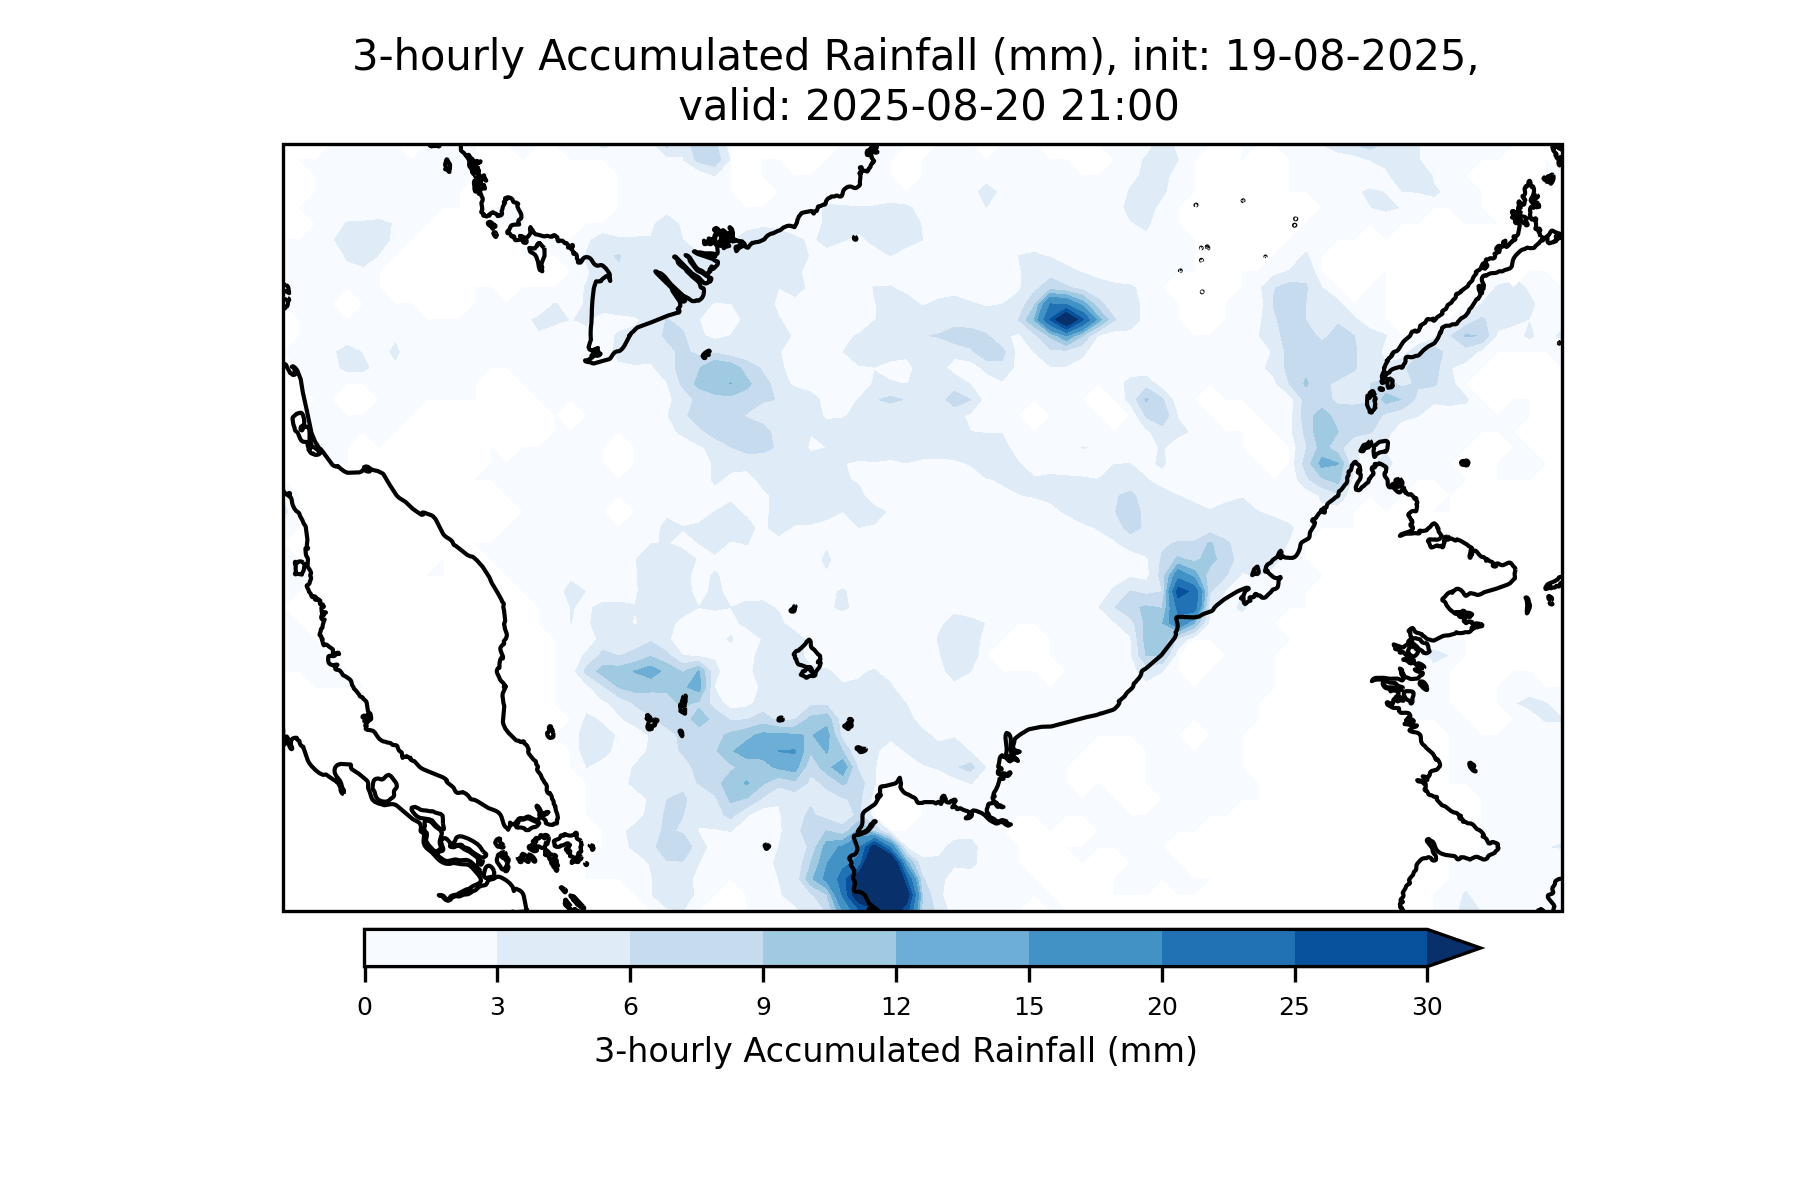 3-hourly Accumulated Rainfall (mm), init: 19-08-2025,
valid: 2025-08-20 21:00
0 3 6 9 12 15 20 25 30
3-hourly Accumulated Rainfall (mm)